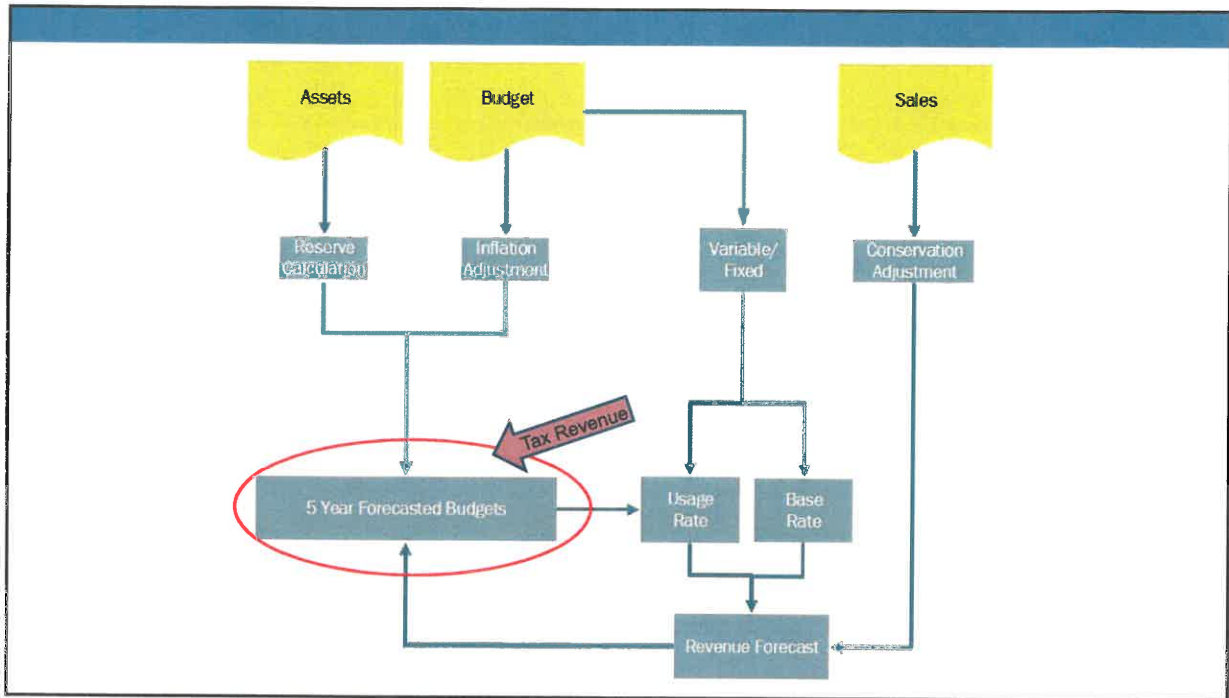 Assets
Budget
Sales
Reserve
Calculation
Inflation
Adjustment
Variable/
Fixed
Conservation
Adjustment
Tax Revenue
5 Year Forecasted Budgets
Usage
Rate
Base
Rate
Revenue Forecast